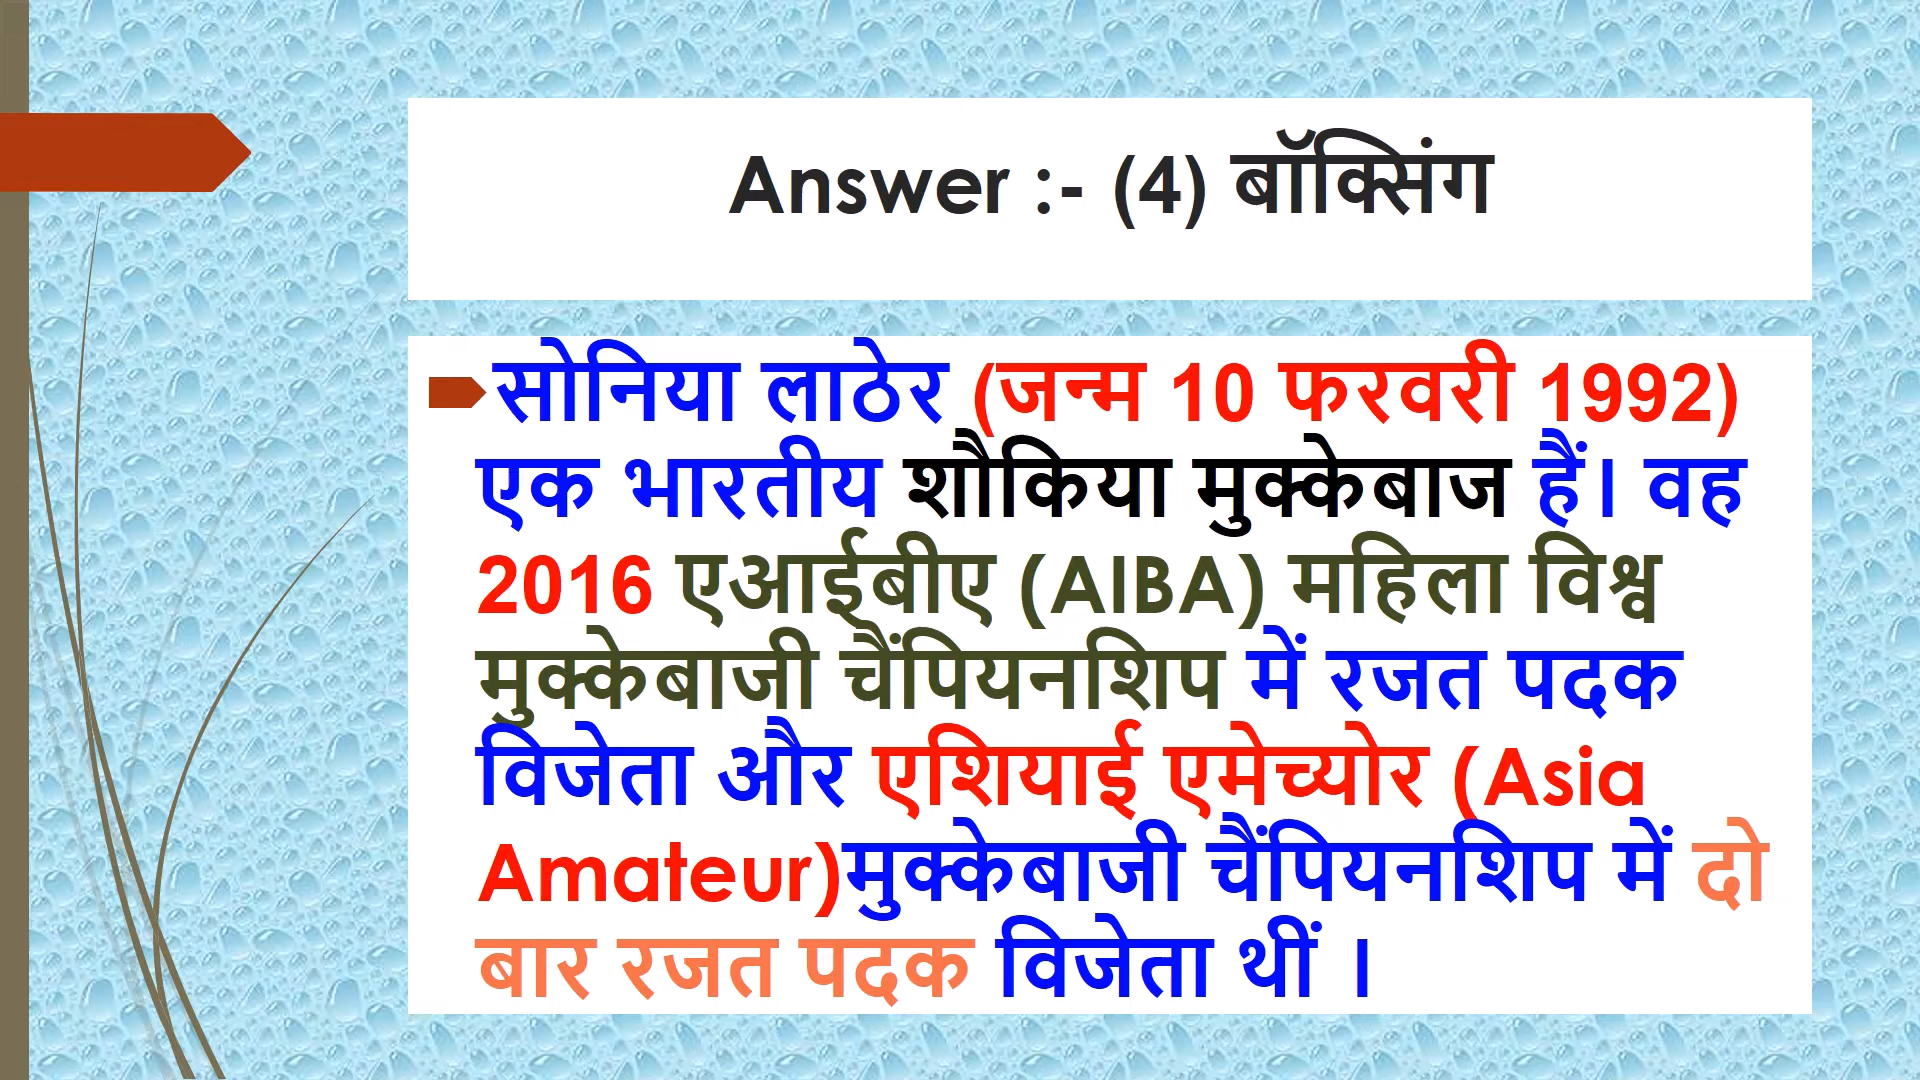 Answer :- (4) बॉक्सिंग
सोनिया लाठेर (जन्म 10 फरवरी 1992)
एक भारतीय शौकिया मुक्केबाज हैं। वह
2016 एआईबीए (AIBA) महिला विश्व
मुक्केबाजी चैंपियनशिप में रजत पदक
विजेता और एशियाई एमेच्योर (Asia
Amateur)मुक्केबाजी चैंपियनशिप में दो
बार रजत पदक विजेता थीं ।